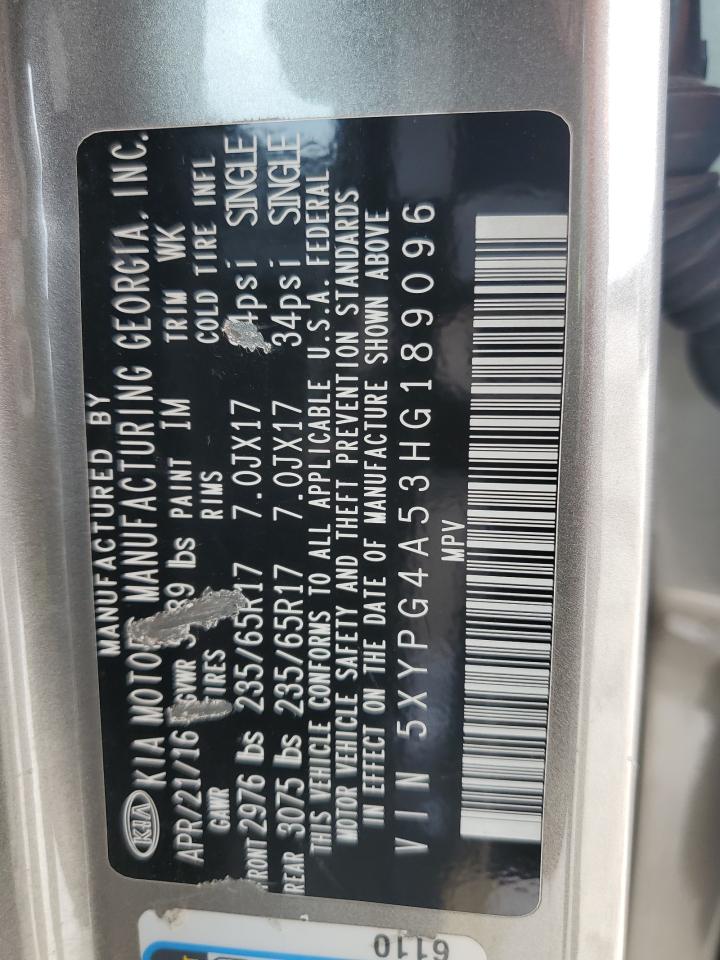 MANUFACTURED BY
KIA KIA MOTO MANUFACTURING GEORGIA, INC.
APR/21/16 GVWR 89 lbs PAINT IM TRIM WK
GAWR TIRES RIMS COLD TIRE INFL
FRONT 2976 lbs 235/65R17 7.0JX17 4psi SINGLE
REAR 3075 lbs 235/65R17 7.0JX17 34psi SINGLE
THIS VEHICLE CONFORMS TO ALL APPLICABLE U.S.A. FEDERAL
MOTOR VEHICLE SAFETY AND THEFT PREVENTION STANDARDS
IN EFFECT ON THE DATE OF MANUFACTURE SHOWN ABOVE
VIN 5XYPG4A53HG189096
MPV
6110